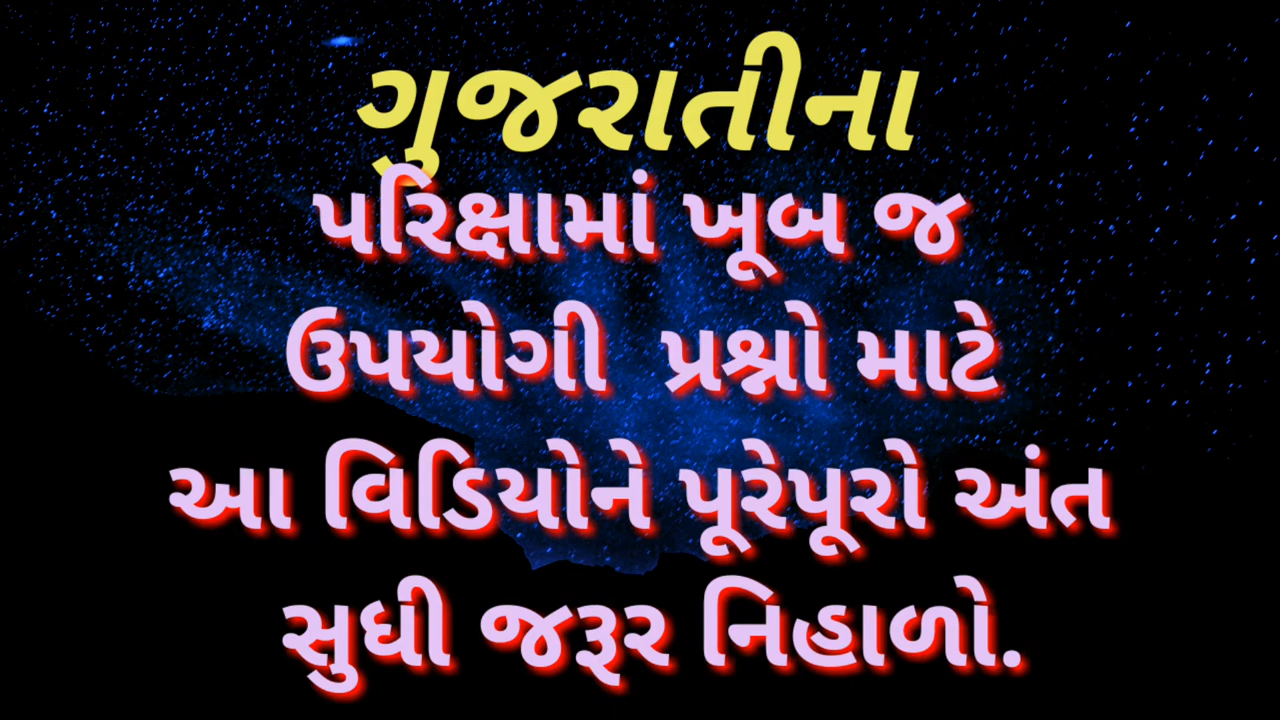 ગુજરાતીના
પરિક્ષામાં ખૂબ જ
ઉપયોગી પ્રશ્નો માટે
આ વિડિયોને પૂરેપૂરો અંત
સુધી જરૂર નિહાળો.